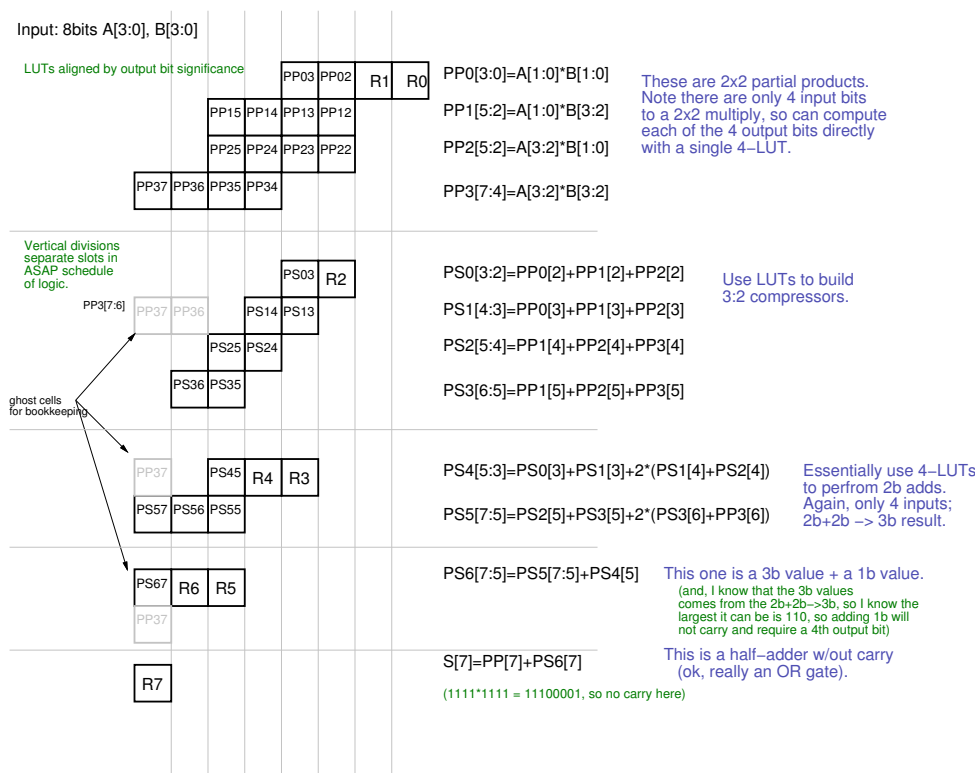 Input: 8bits A[3:0], B[3:0]
LUTs aligned by output bit significance
PP03 PP02 R1 R0
PP0[3:0]=A[1:0]*B[1:0]
PP15 PP14 PP13 PP12
PP1[5:2]=A[1:0]*B[3:2]
PP25 PP24 PP23 PP22
PP2[5:2]=A[3:2]*B[1:0]
PP37 PP36 PP35 PP34
PP3[7:4]=A[3:2]*B[3:2]
These are 2x2 partial products.
Note there are only 4 input bits
to a 2x2 multiply, so can compute
each of the 4 output bits directly
with a single 4−LUT.
Vertical divisions
separate slots in
ASAP schedule
of logic.
PS03 R2
PS0[3:2]=PP0[2]+PP1[2]+PP2[2]
PP3[7:6]
PP37 PP36 PS14 PS13
PS1[4:3]=PP0[3]+PP1[3]+PP2[3]
PS25 PS24
PS2[5:4]=PP1[4]+PP2[4]+PP3[4]
PS36 PS35
PS3[6:5]=PP1[5]+PP2[5]+PP3[5]
Use LUTs to build
3:2 compressors.
ghost cells
for bookkeeping
PP37 PS45 R4 R3
PS4[5:3]=PS0[3]+PS1[3]+2*(PS1[4]+PS2[4])
PS57 PS56 PS55
PS5[7:5]=PS2[5]+PS3[5]+2*(PS3[6]+PP3[6])
Essentially use 4−LUTs
to perfrom 2b adds.
Again, only 4 inputs;
2b+2b −> 3b result.
PS67 R6 R5
PP37
PS6[7:5]=PS5[7:5]+PS4[5]
This one is a 3b value + a 1b value.
(and, I know that the 3b values
comes from the 2b+2b−>3b, so I know the
largest it can be is 110, so adding 1b will
not carry and require a 4th output bit)
R7
S[7]=PP[7]+PS6[7]
(1111*1111 = 11100001, so no carry here)
This is a half−adder w/out carry
(ok, really an OR gate).